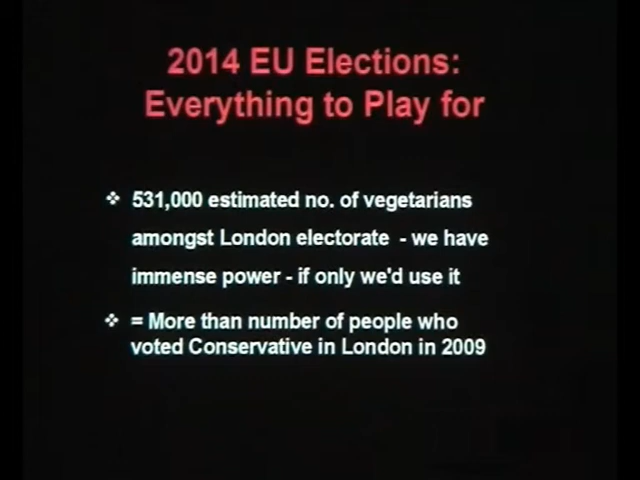 2014 EU Elections:
Everything to Play for
❖ 531,000 estimated no. of vegetarians
amongst London electorate - we have
immense power - if only we'd use it
❖ = More than number of people who
voted Conservative in London in 2009